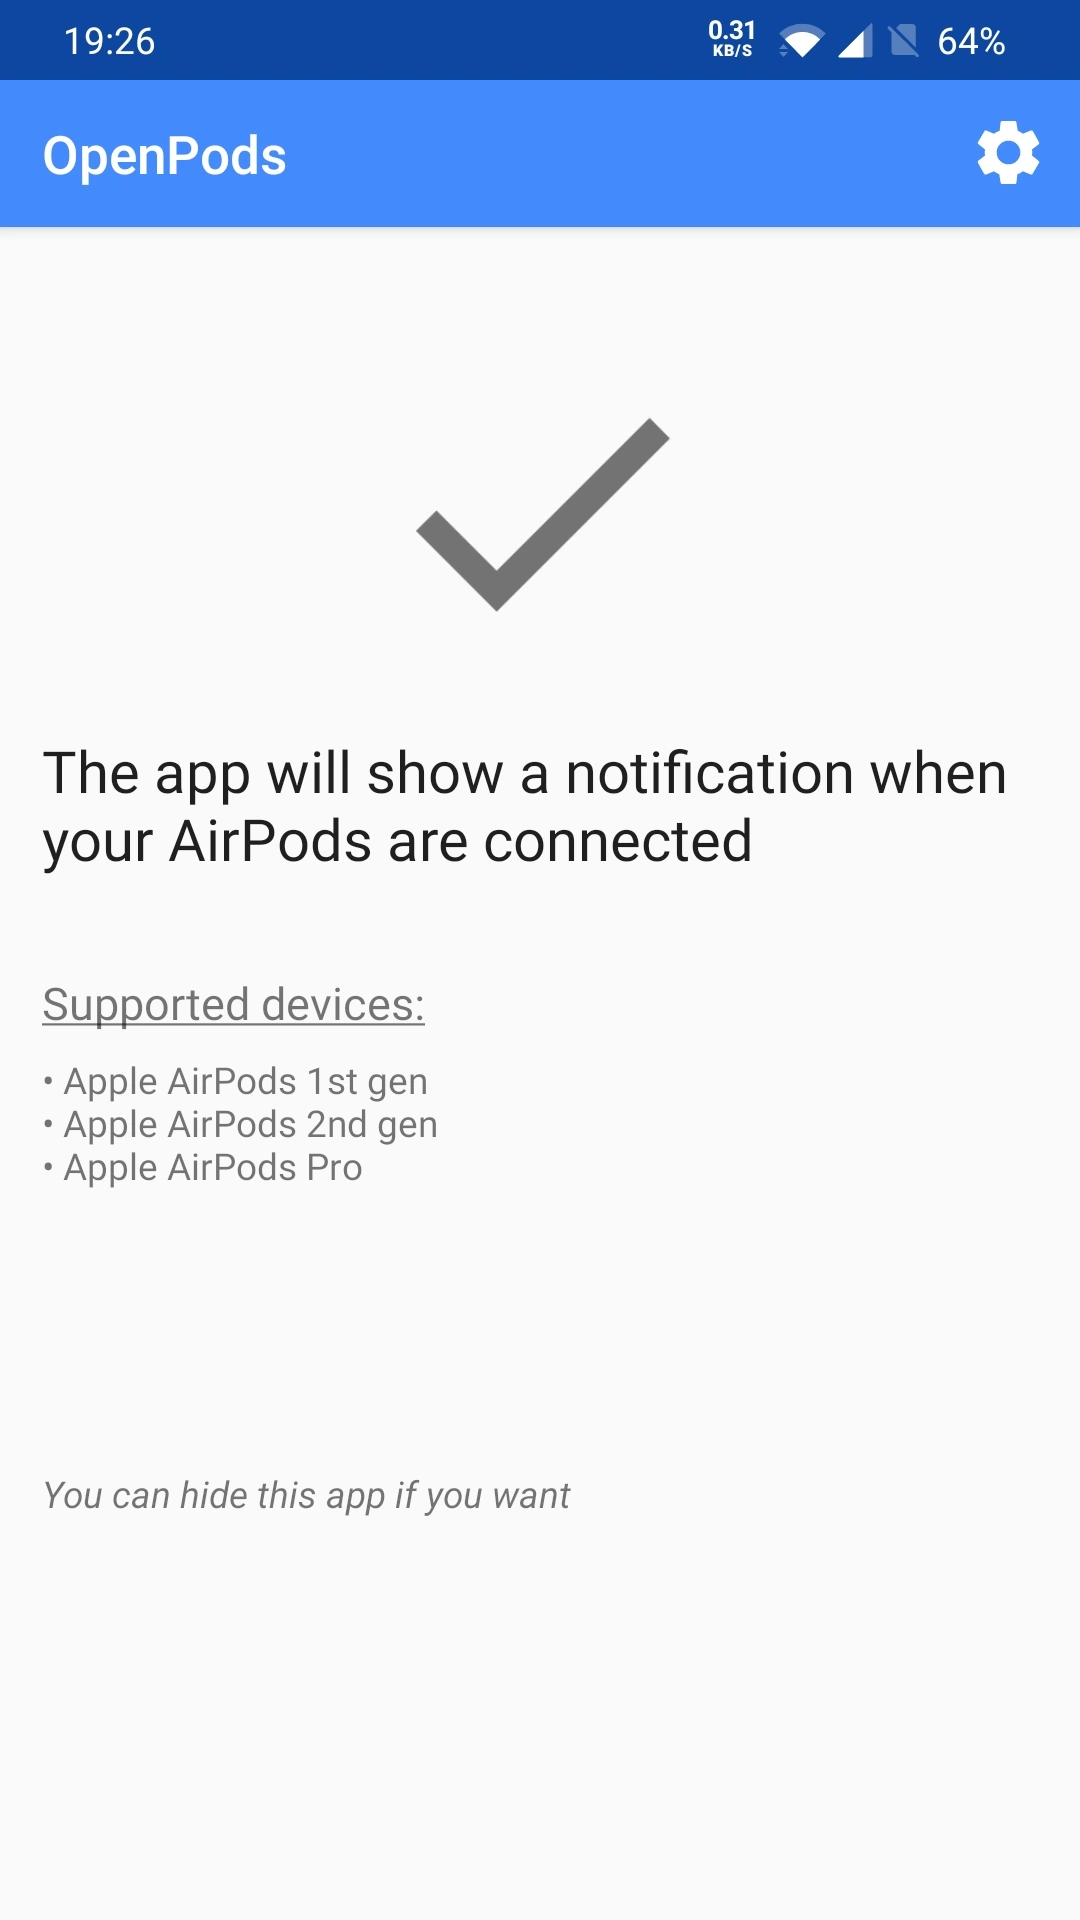 19:26
0.31
KB/S
64%
OpenPods
The app will show a notification when
your AirPods are connected
Supported devices:
• Apple AirPods 1st gen
• Apple AirPods 2nd gen
• Apple AirPods Pro
You can hide this app if you want